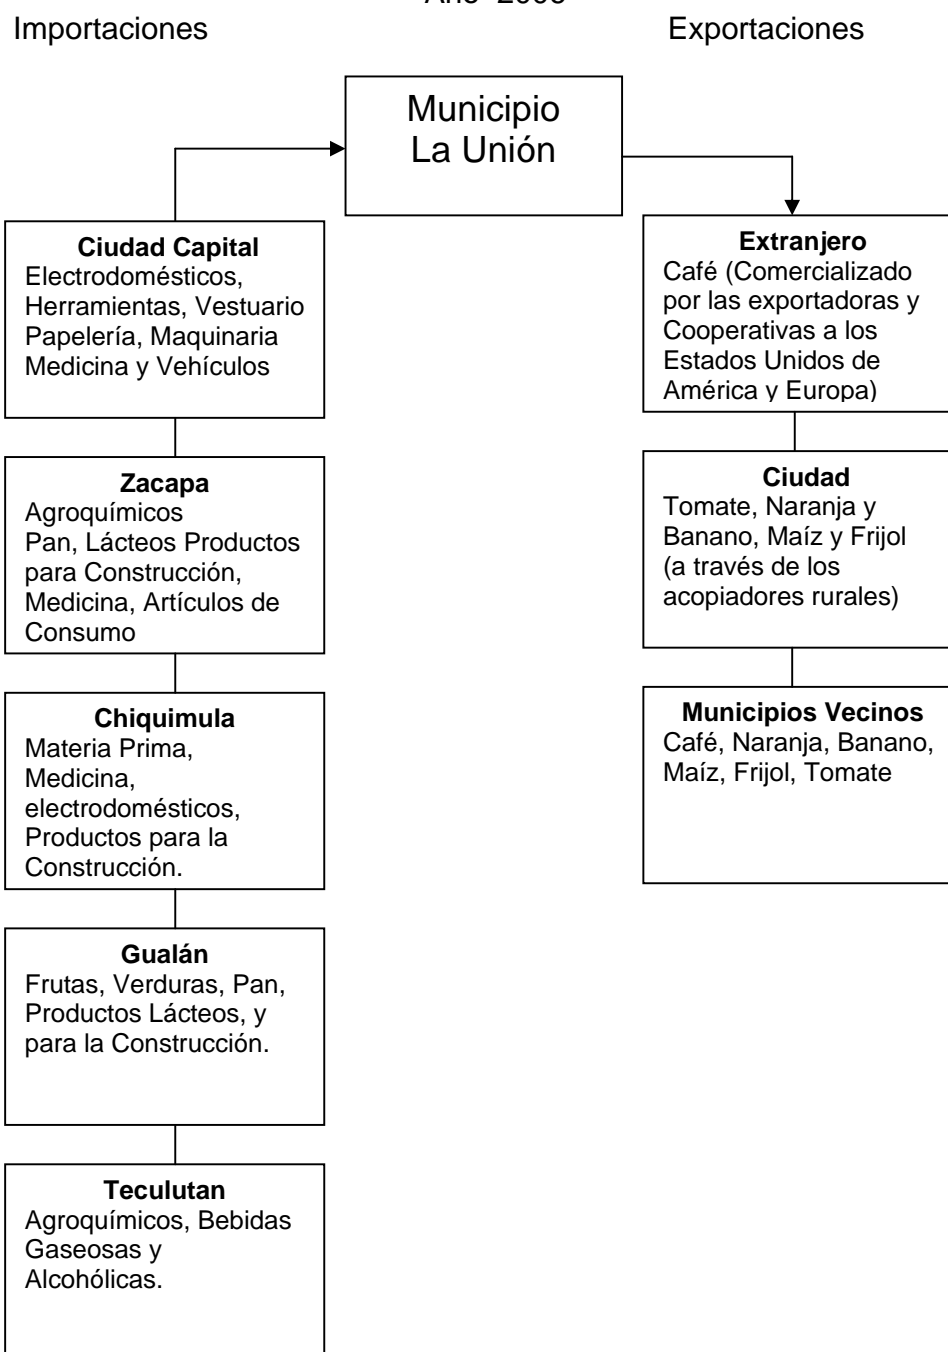 Importaciones
Exportaciones
Municipio
La Unión
Ciudad Capital
Electrodomésticos,
Herramientas, Vestuario
Papelería, Maquinaria
Medicina y Vehículos
Zacapa
Agroquímicos
Pan, Lácteos Productos
para Construcción,
Medicina, Artículos de
Consumo
Chiquimula
Materia Prima,
Medicina,
electrodomésticos,
Productos para la
Construcción.
Gualán
Frutas, Verduras, Pan,
Productos Lácteos, y
para la Construcción.
Teculutan
Agroquímicos, Bebidas
Gaseosas y
Alcohólicas.
Extranjero
Café (Comercializado
por las exportadoras y
Cooperativas a los
Estados Unidos de
América y Europa)
Ciudad
Tomate, Naranja y
Banano, Maíz y Frijol
(a través de los
acopiadores rurales)
Municipios Vecinos
Café, Naranja, Banano,
Maíz, Frijol, Tomate